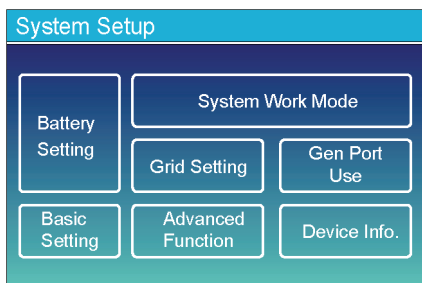 System Setup
System Work Mode
Battery
Setting
Grid Setting
Gen Port
Use
Basic
Setting
Advanced
Function
Device Info.